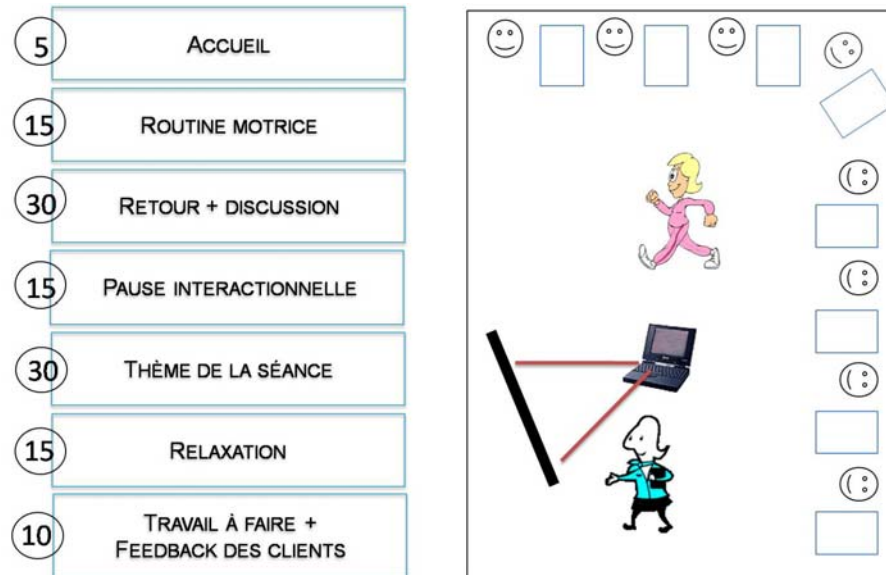 5
ACCUEIL
15
ROUTINE MOTRICE
30
RETOUR + DISCUSSION
15
PAUSE INTERACTIONNELLE
30
THÈME DE LA SÉANCE
15
RELAXATION
10
TRAVAIL À FAIRE +
FEEDBACK DES CLIENTS